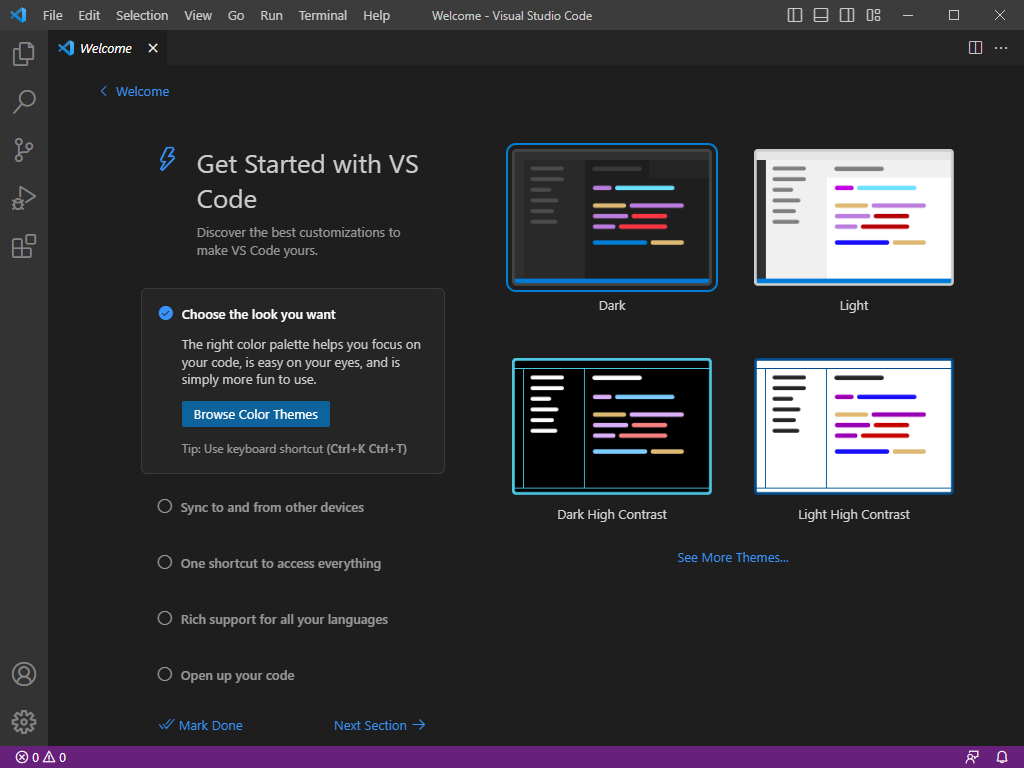 File Edit Selection View Go Run Terminal Help Welcome - Visual Studio Code
Welcome
Welcome
Get Started with VS
Code
Discover the best customizations to
make VS Code yours.
Choose the look you want
The right color palette helps you focus on
your code, is easy on your eyes, and is
simply more fun to use.
Browse Color Themes
Tip: Use keyboard shortcut (Ctrl+K Ctrl+T)
Sync to and from other devices
One shortcut to access everything
Rich support for all your languages
Open up your code
Mark Done Next Section
Dark Light
Dark High Contrast Light High Contrast
See More Themes...
0 0